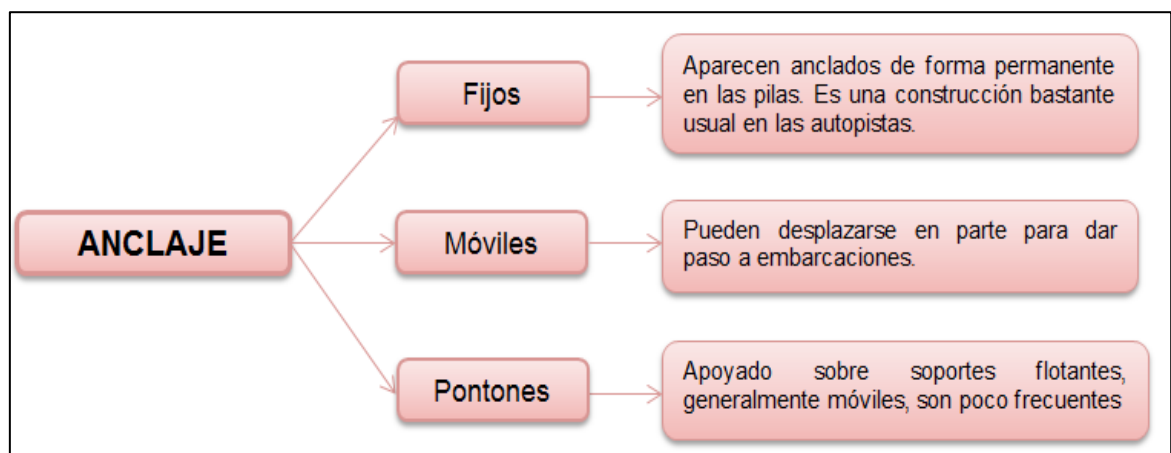 ANCLAJE
Fijos
Aparecen anclados de forma permanente
en las pilas. Es una construcción bastante
usual en las autopistas.
Móviles
Pueden desplazarse en parte para dar
paso a embarcaciones.
Pontones
Apoyado sobre soportes flotantes,
generalmente móviles, son poco frecuentes